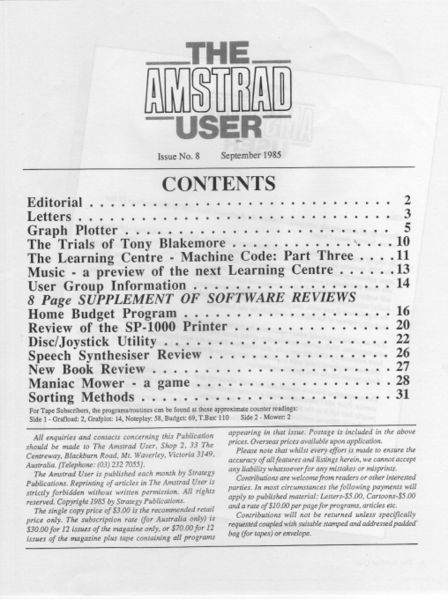 THE
AMSTRAD
USER
Issue No. 8 September 1985
CONTENTS
Editorial . . . . . . . . . . . . . . . . . . . . . . . . . . . . 2
Letters . . . . . . . . . . . . . . . . . . . . . . . . . . . . . 3
Graph Plotter . . . . . . . . . . . . . . . . . . . . . . . . . 5
The Trials of Tony Blakemore . . . . . . . . . . . . . . 10
The Learning Centre - Machine Code: Part Three . . . . 11
Music - a preview of the next Learning Centre . . . . . . 13
User Group Information . . . . . . . . . . . . . . . . . . 14
8 Page SUPPLEMENT OF SOFTWARE REVIEWS
Home Budget Program . . . . . . . . . . . . . . . . . . . 16
Review of the SP-1000 Printer . . . . . . . . . . . . . . 20
Disc/Joystick Utility . . . . . . . . . . . . . . . . . . . . 22
Speech Synthesiser Review . . . . . . . . . . . . . . . . 26
New Book Review . . . . . . . . . . . . . . . . . . . . . . 27
Maniac Mower - a game . . . . . . . . . . . . . . . . . . 28
Sorting Methods . . . . . . . . . . . . . . . . . . . . . . 31
For Tape Subscribers, the programs/routines can be found at these approximate counter readings:
Side 1 - Grafload: 2, Grafplot: 14, Noteplay: 58, Budget: 69, T.Bax: 110 Side 2 - Mower: 2
All enquiries and contacts concerning this Publication
should be made to The Amstrad User, Shop 2, 33 The
Centreway, Blackburn Road, Mt. Waverley, Victoria 3149,
Australia. [Telephone: (03) 232 7055].
The Amstrad User is published each month by Strategy
Publications. Reprinting of articles in The Amstrad User is
strictly forbidden without written permission. All rights
reserved. Copyright 1985 by Strategy Publications.
The single copy price of $3.00 is the recommended retail
price only. The subscription rate (for Australia only) is
$30.00 for 12 issues of the magazine only, or $70.00 for 12
issues of the magazine plus tape containing all programs
appearing in that issue. Postage is included in the above
prices. Overseas prices available upon application.
Please note that whilst every effort is made to ensure the
accuracy of all features and listings herein, we cannot accept
any liability whatsoever for any mistakes or misprints.
Contributions are welcome from readers or other interested
parties. In most circumstances the following payments will
apply to published material: Letters-$5.00, Cartoons-$5.00
and a rate of $10.00 per page for programs, articles etc.
Contributions will not be returned unless specifically
requested coupled with suitable stamped and addressed padded
bag (for tapes) or envelope.